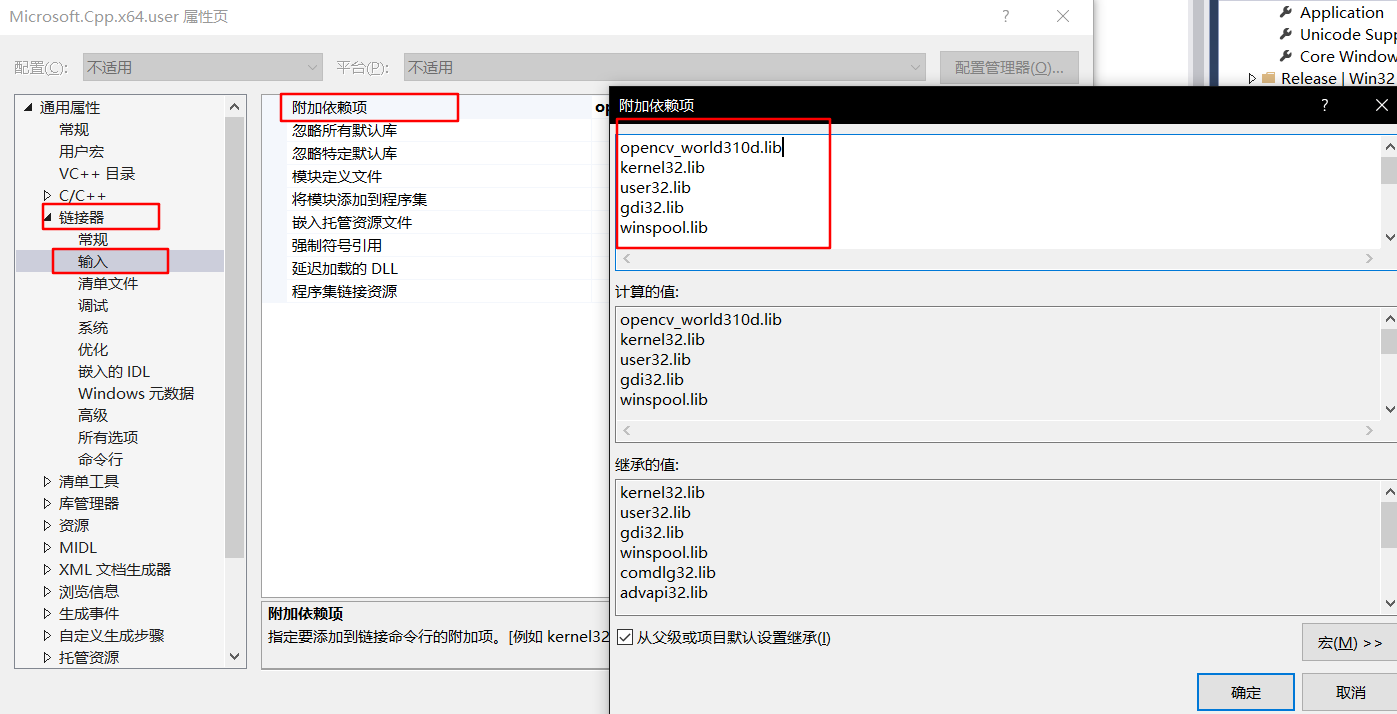 Microsoft.Cpp.x64.user 属性页
?
Application
Unicode Supp
Core Window
Release | Win32
配置(C):
不适用
平台(P):
不适用
配置管理器(O)...
通用属性
常规
用户宏
VC++ 目录
C/C++
链接器
常规
输入
清单文件
调试
系统
优化
嵌入的 IDL
Windows 元数据
高级
所有选项
命令行
清单工具
库管理器
资源
MIDL
XML 文档生成器
浏览信息
生成事件
自定义生成步骤
托管资源
附加依赖项
op
忽略所有默认库
忽略特定默认库
模块定义文件
将模块添加到程序集
嵌入托管资源文件
强制符号引用
延迟加载的 DLL
程序集链接资源
附加依赖项
指定要添加到链接命令行的附加项。[例如 kernel32
附加依赖项
?
opencv_world310d.lib
kernel32.lib
user32.lib
gdi32.lib
winspool.lib
计算的值:
opencv_world310d.lib
kernel32.lib
user32.lib
gdi32.lib
winspool.lib
继承的值:
kernel32.lib
user32.lib
gdi32.lib
winspool.lib
comdlg32.lib
advapi32.lib
从父级或项目默认设置继承(I)
宏(M) >>
确定
取消